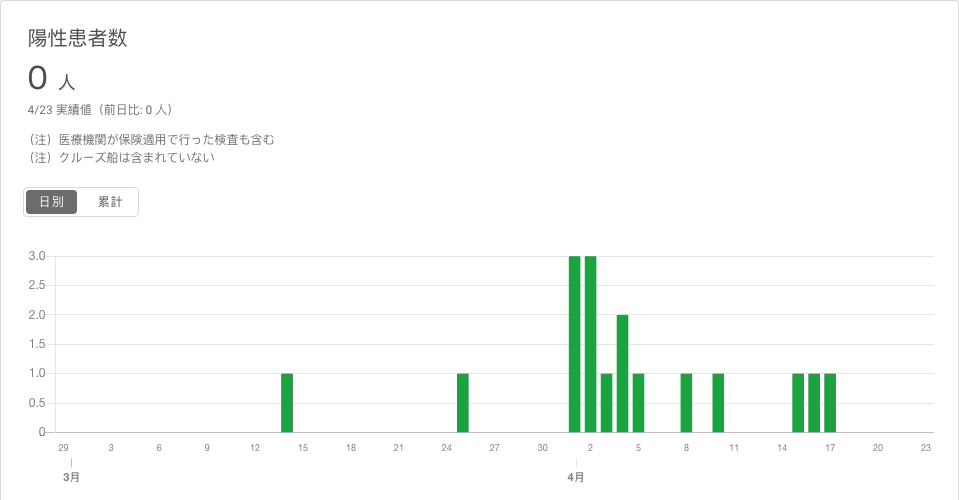 陽性患者数
0 人
4/23 実績値（前日比: 0 人）
（注）医療機関が保険適用で行った検査も含む
（注）クルーズ船は含まれていない
日別 累計
3.0
2.5
2.0
1.5
1.0
0.5
0
29 3 6 9 12 15 18 21 24 27 30 2 5 8 11 14 17 20 23
3月 4月